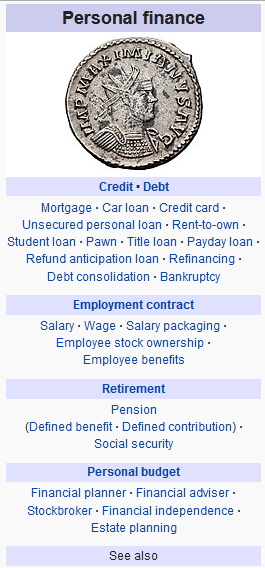 Personal finance
IMP MAXIMIANVS AVG
Credit • Debt
Mortgage · Car loan · Credit card ·
Unsecured personal loan · Rent-to-own ·
Student loan · Pawn · Title loan · Payday loan ·
Refund anticipation loan · Refinancing ·
Debt consolidation · Bankruptcy
Employment contract
Salary · Wage · Salary packaging ·
Employee stock ownership ·
Employee benefits
Retirement
Pension
(Defined benefit · Defined contribution) ·
Social security
Personal budget
Financial planner · Financial adviser ·
Stockbroker · Financial independence ·
Estate planning
See also